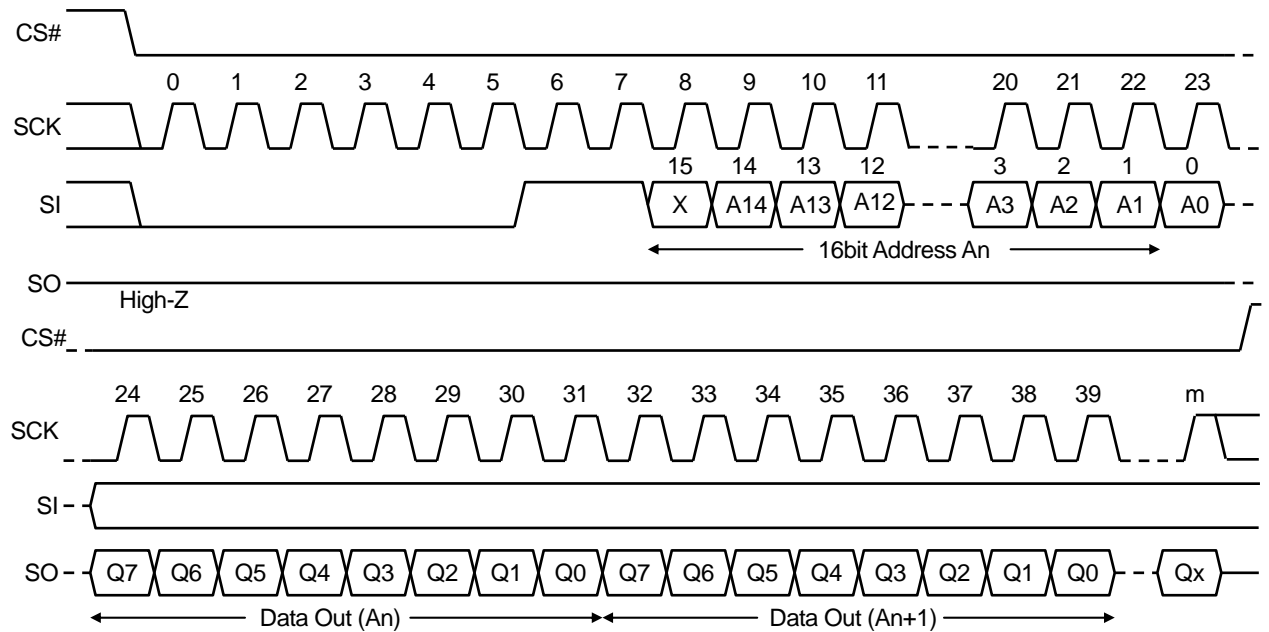 CS#
0 1 2 3 4 5 6 7 8 9 10 11 20 21 22 23
SCK
15 14 13 12 3 2 1 0
SI X A14 A13 A12 A3 A2 A1 A0
16bit Address An
SO
High-Z
CS#
24 25 26 27 28 29 30 31 32 33 34 35 36 37 38 39 m
SCK
SI
SO Q7 Q6 Q5 Q4 Q3 Q2 Q1 Q0 Q7 Q6 Q5 Q4 Q3 Q2 Q1 Q0 Qx
Data Out (An) Data Out (An+1)